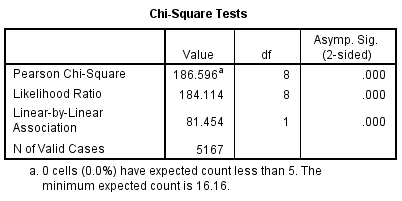 Chi-Square Tests
Value df Asymp. Sig. (2-sided)
Pearson Chi-Square 186.596a 8 .000
Likelihood Ratio 184.114 8 .000
Linear-by-Linear Association 81.454 1 .000
N of Valid Cases 5167
a. 0 cells (0.0%) have expected count less than 5. The
minimum expected count is 16.16.